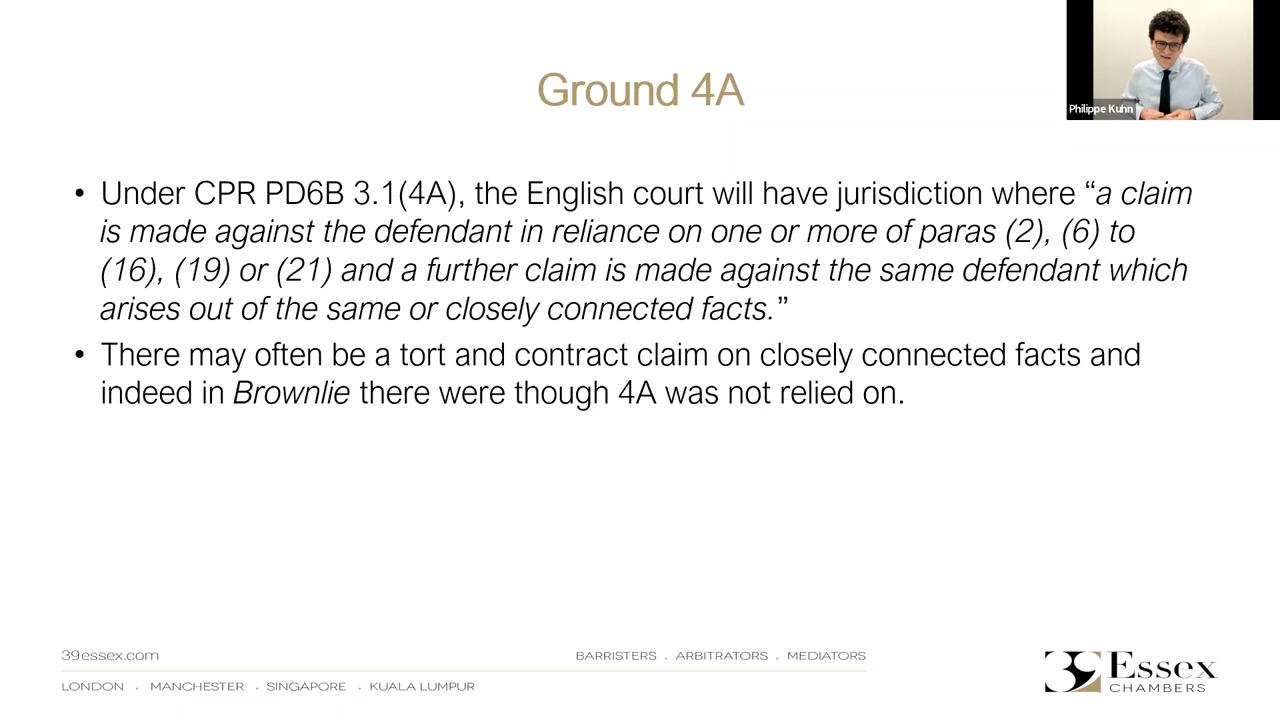 Ground 4A
Philippe Kuhn
• Under CPR PD6B 3.1(4A), the English court will have jurisdiction where “a claim
is made against the defendant in reliance on one or more of paras (2), (6) to
(16), (19) or (21) and a further claim is made against the same defendant which
arises out of the same or closely connected facts.”
• There may often be a tort and contract claim on closely connected facts and
indeed in Brownlie there were though 4A was not relied on.
39essex.com
BARRISTERS . ARBITRATORS . MEDIATORS
LONDON . MANCHESTER . SINGAPORE . KUALA LUMPUR
39 Essex
CHAMBERS